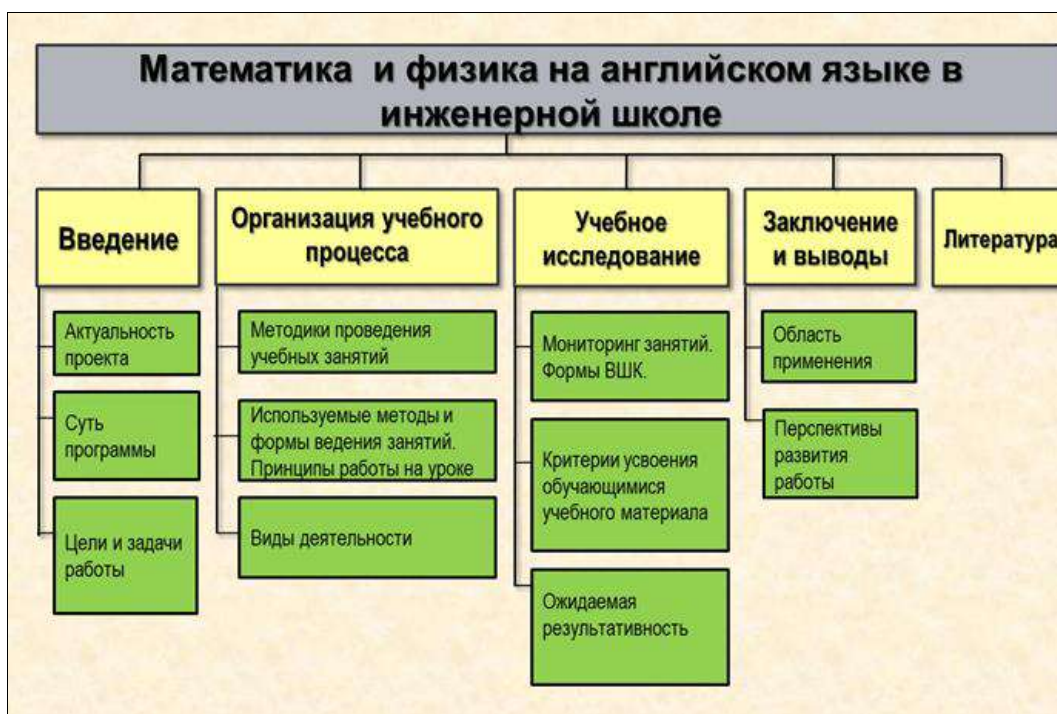 Математика и физика на английском языке в
инженерной школе
Введение
Актуальность
проекта
Суть
программы
Цели и задачи
работы
Организация учебного
процесса
Методики проведения
учебных занятий
Используемые методы и
формы ведения занятий.
Принципы работы на уроке
Виды деятельности
Учебное
исследование
Мониторинг занятий.
Формы ВШК.
Критерии усвоения
обучающимися
учебного материала
Ожидаемая
результативность
Заключение
и выводы
Область
применения
Перспективы
развития
работы
Литература